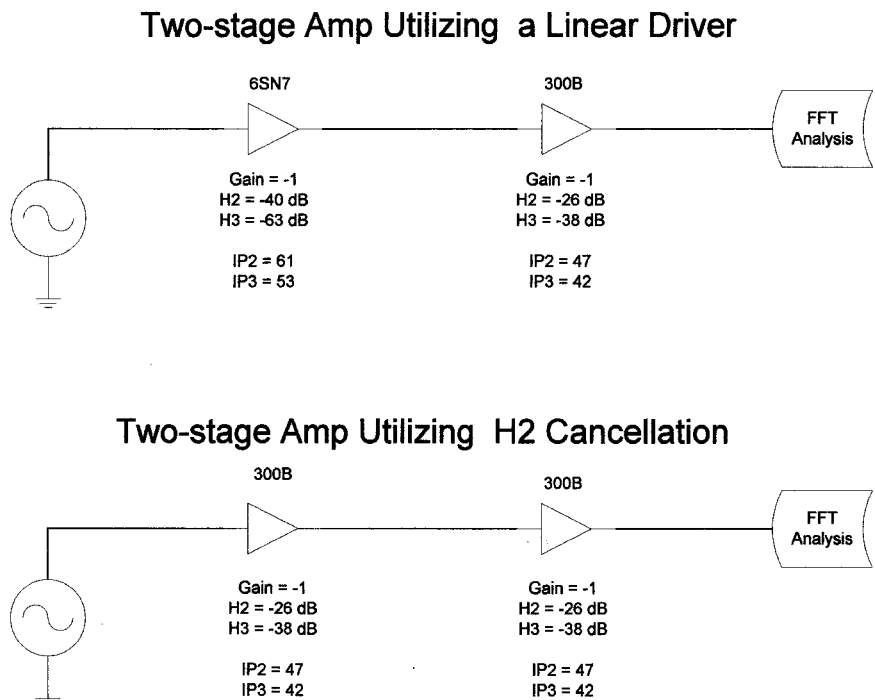 Two-stage Amp Utilizing a Linear Driver
6SN7
300B
FFT
Analysis
Gain = -1
H2 = -40 dB
H3 = -63 dB
IP2 = 61
IP3 = 53
Gain = -1
H2 = -26 dB
H3 = -38 dB
IP2 = 47
IP3 = 42
Two-stage Amp Utilizing H2 Cancellation
300B
300B
FFT
Analysis
Gain = -1
H2 = -26 dB
H3 = -38 dB
IP2 = 47
IP3 = 42
Gain = -1
H2 = -26 dB
H3 = -38 dB
IP2 = 47
IP3 = 42